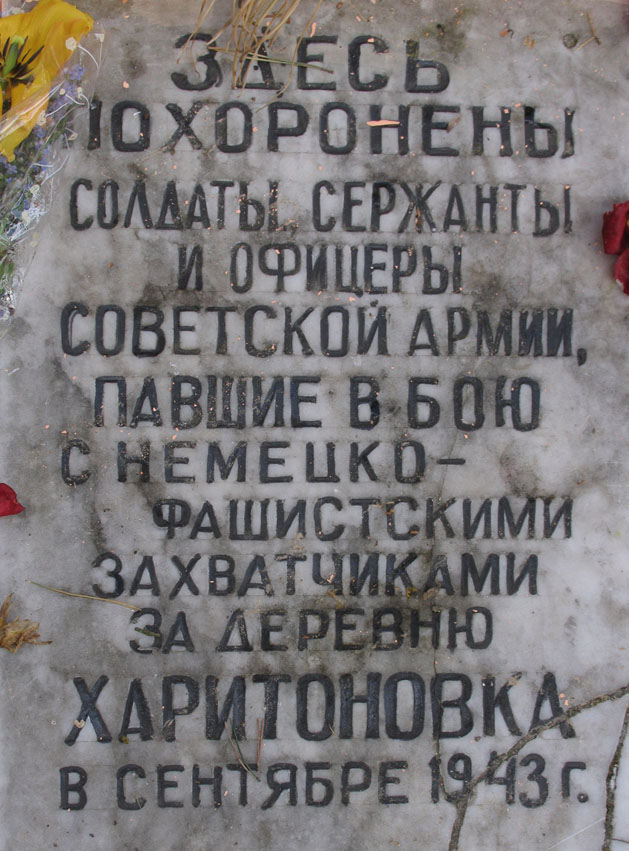 ЗДЕСЬ
ПОХОРОНЕНЫ
СОЛДАТЫ, СЕРЖАНТЫ
И ОФИЦЕРЫ
СОВЕТСКОЙ АРМИИ,
ПАВШИЕ В БОЮ
С НЕМЕЦКО-
ФАШИСТСКИМИ
ЗАХВАТЧИКАМИ
ЗА ДЕРЕВНЮ
ХАРИТОНОВКА
В СЕНТЯБРЕ 1943 г.